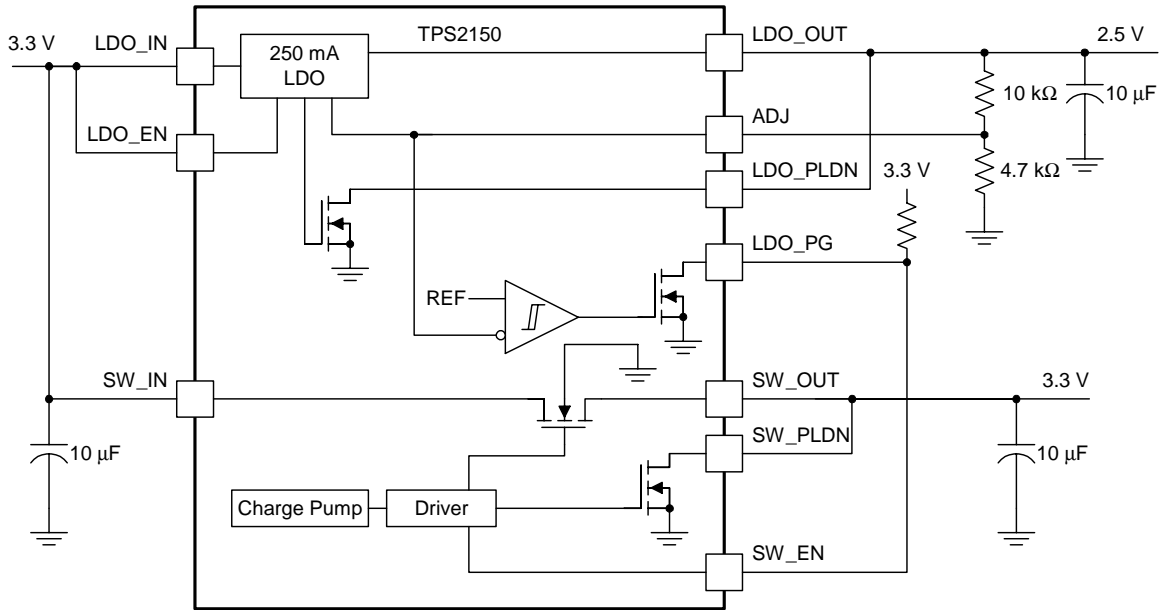 TPS2150
3.3 V
LDO_IN
250 mA
LDO
LDO_OUT
2.5 V
10 kΩ
10 μF
LDO_EN
ADJ
LDO_PLDN
3.3 V
4.7 kΩ
LDO_PG
REF
SW_IN
SW_OUT
3.3 V
SW_PLDN
10 μF
10 μF
Charge Pump
Driver
SW_EN